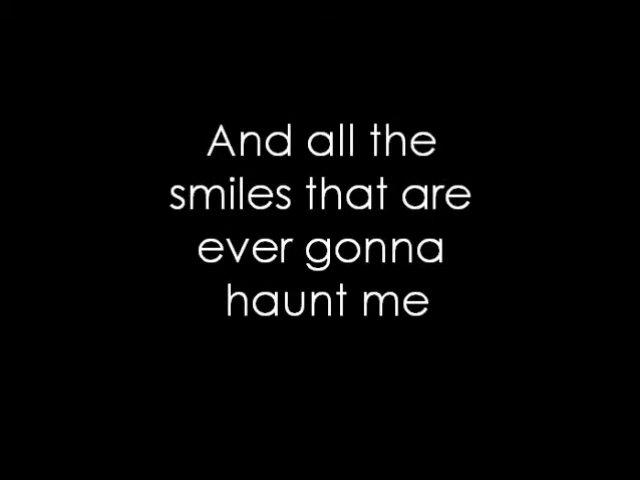 And all the
smiles that are
ever gonna
haunt me